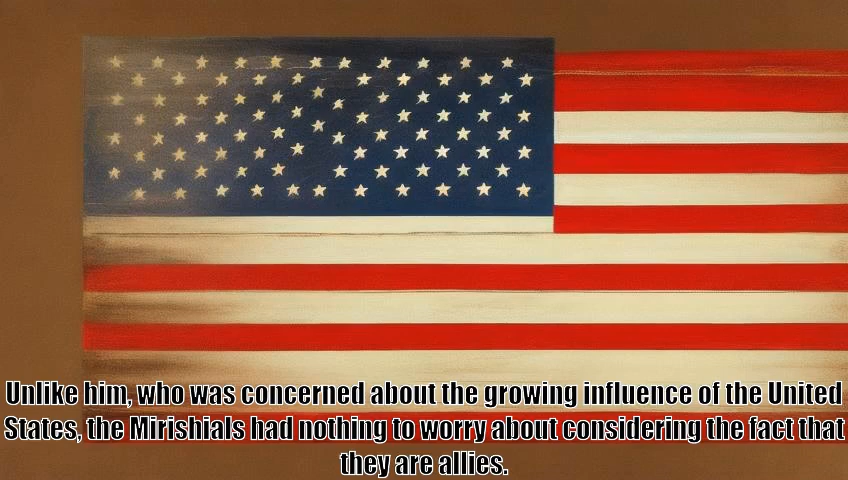 Unlike him, who was concerned about the growing influence of the United
States, the Mirishials had nothing to worry about considering the fact that
they are allies.